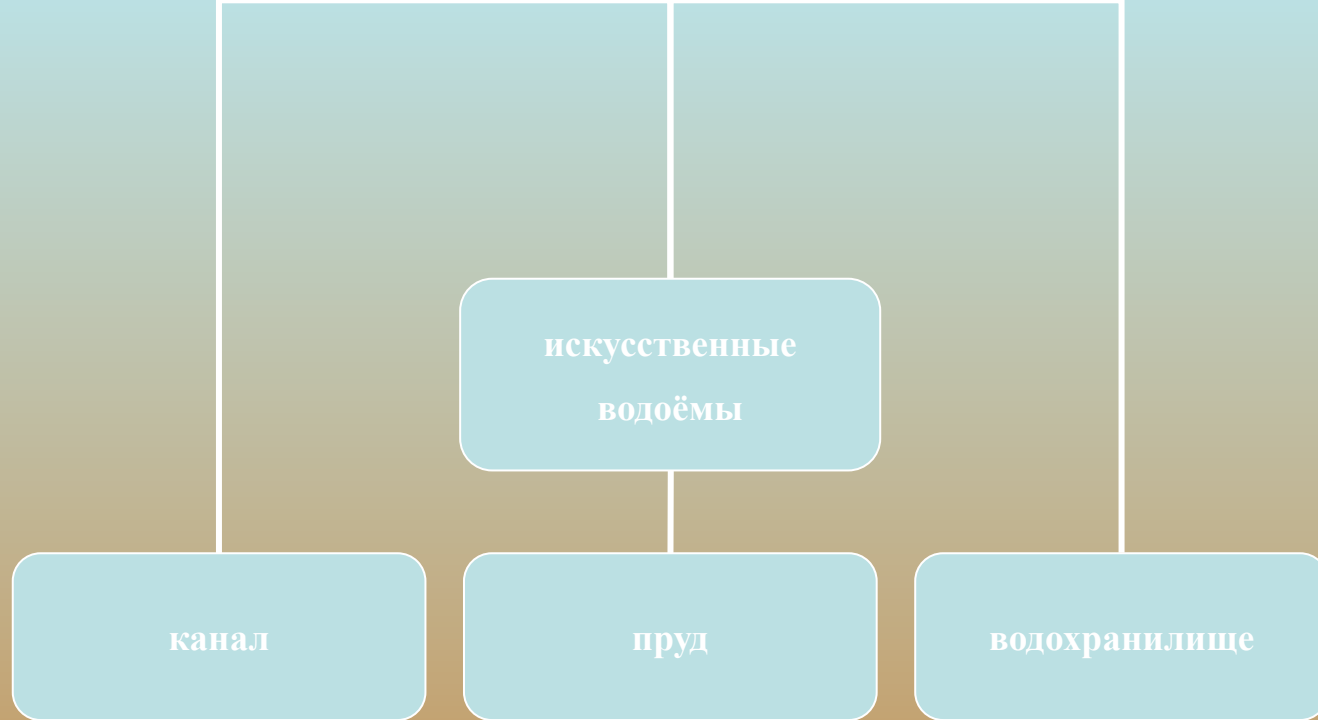 искусственные
водоёмы
канал
пруд
водохранилище